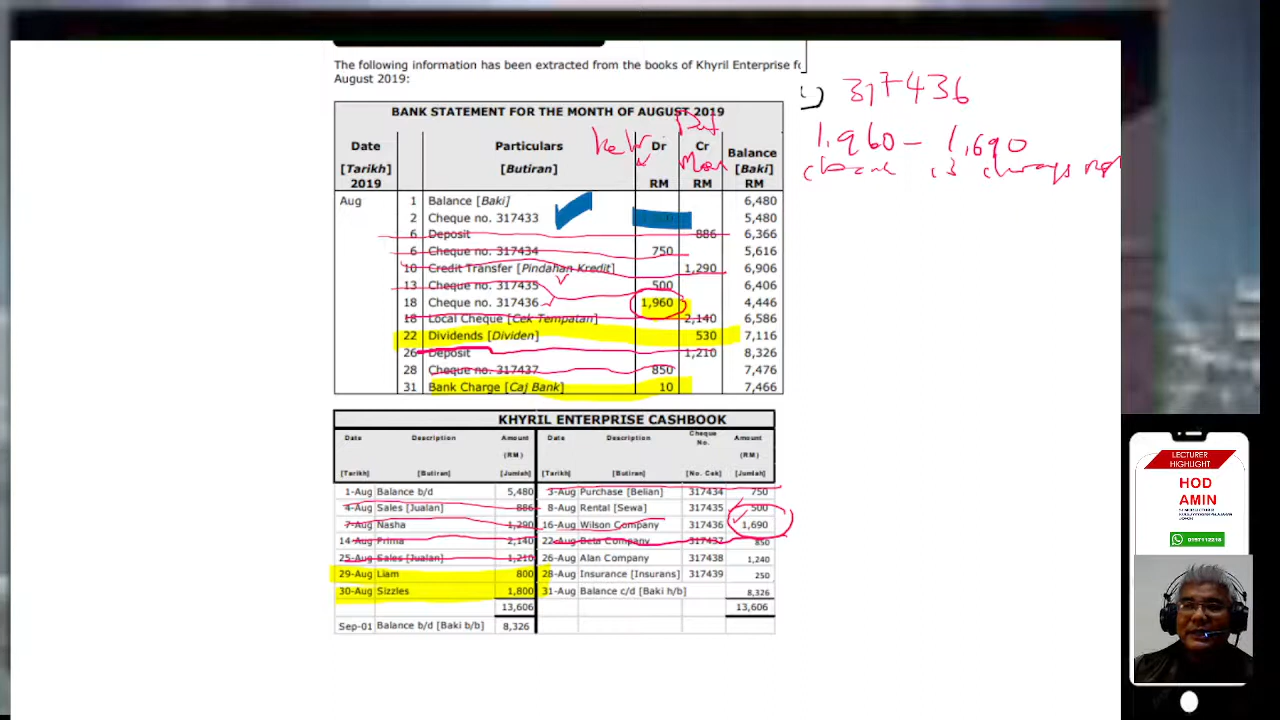 The following information has been extracted from the books of Khyril Enterprise fo
August 2019:
BANK STATEMENT FOR THE MONTH OF AUGUST 2019
Date Particulars Dr Cr Balance
[Tarikh] [Butiran] [Baki]
2019 RM RM RM
Aug 1 Balance [Baki] 6,480
2 Cheque no. 317433 5,480
6 Deposit 886 6,366
6 Cheque no. 317434 750 5,616
10 Credit Transfer [Pindahan Kredit] 1,290 6,906
13 Cheque no. 317435 500 6,406
18 Cheque no. 317436 1,960 4,446
18 Local Cheque [Cek Tempatan] 2,140 6,586
22 Dividends [Dividen] 530 7,116
26 Deposit 1,210 8,326
28 Cheque no. 317437 850 7,476
31 Bank Charge [Caj Bank] 10 7,466
317436
1,960 - 1,690
is always
KHYRIL ENTERPRISE CASHBOOK
Date Description Amount Date Description Cheque No. Amount
(RM) (RM)
[Tarikh] [Butiran] [Jumlah] [Tarikh] [Butiran] [No. Cek] [Jumlah]
1-Aug Balance b/d 5,480 3-Aug Purchase [Belian] 317434 750
4-Aug Sales [Jualan] 886 8-Aug Rental [Sewa] 317435 500
7-Aug Nasha 1,290 16-Aug Wilson Company 317436 1,690
14-Aug Prima 2,140 22-Aug Beta Company 317437 850
25-Aug Sales [Jualan] 1,210 26-Aug Alan Company 317438 1,240
29-Aug Liam 800 28-Aug Insurance [Insurans] 317439 250
30-Aug Sizzles 1,800 31-Aug Balance c/d [Baki h/b] 8,326
13,606 13,606
Sep-01 Balance b/d [Baki b/b] 8,326
LECTURER
HIGHLIGHT
HOD
AMIN
0197112218